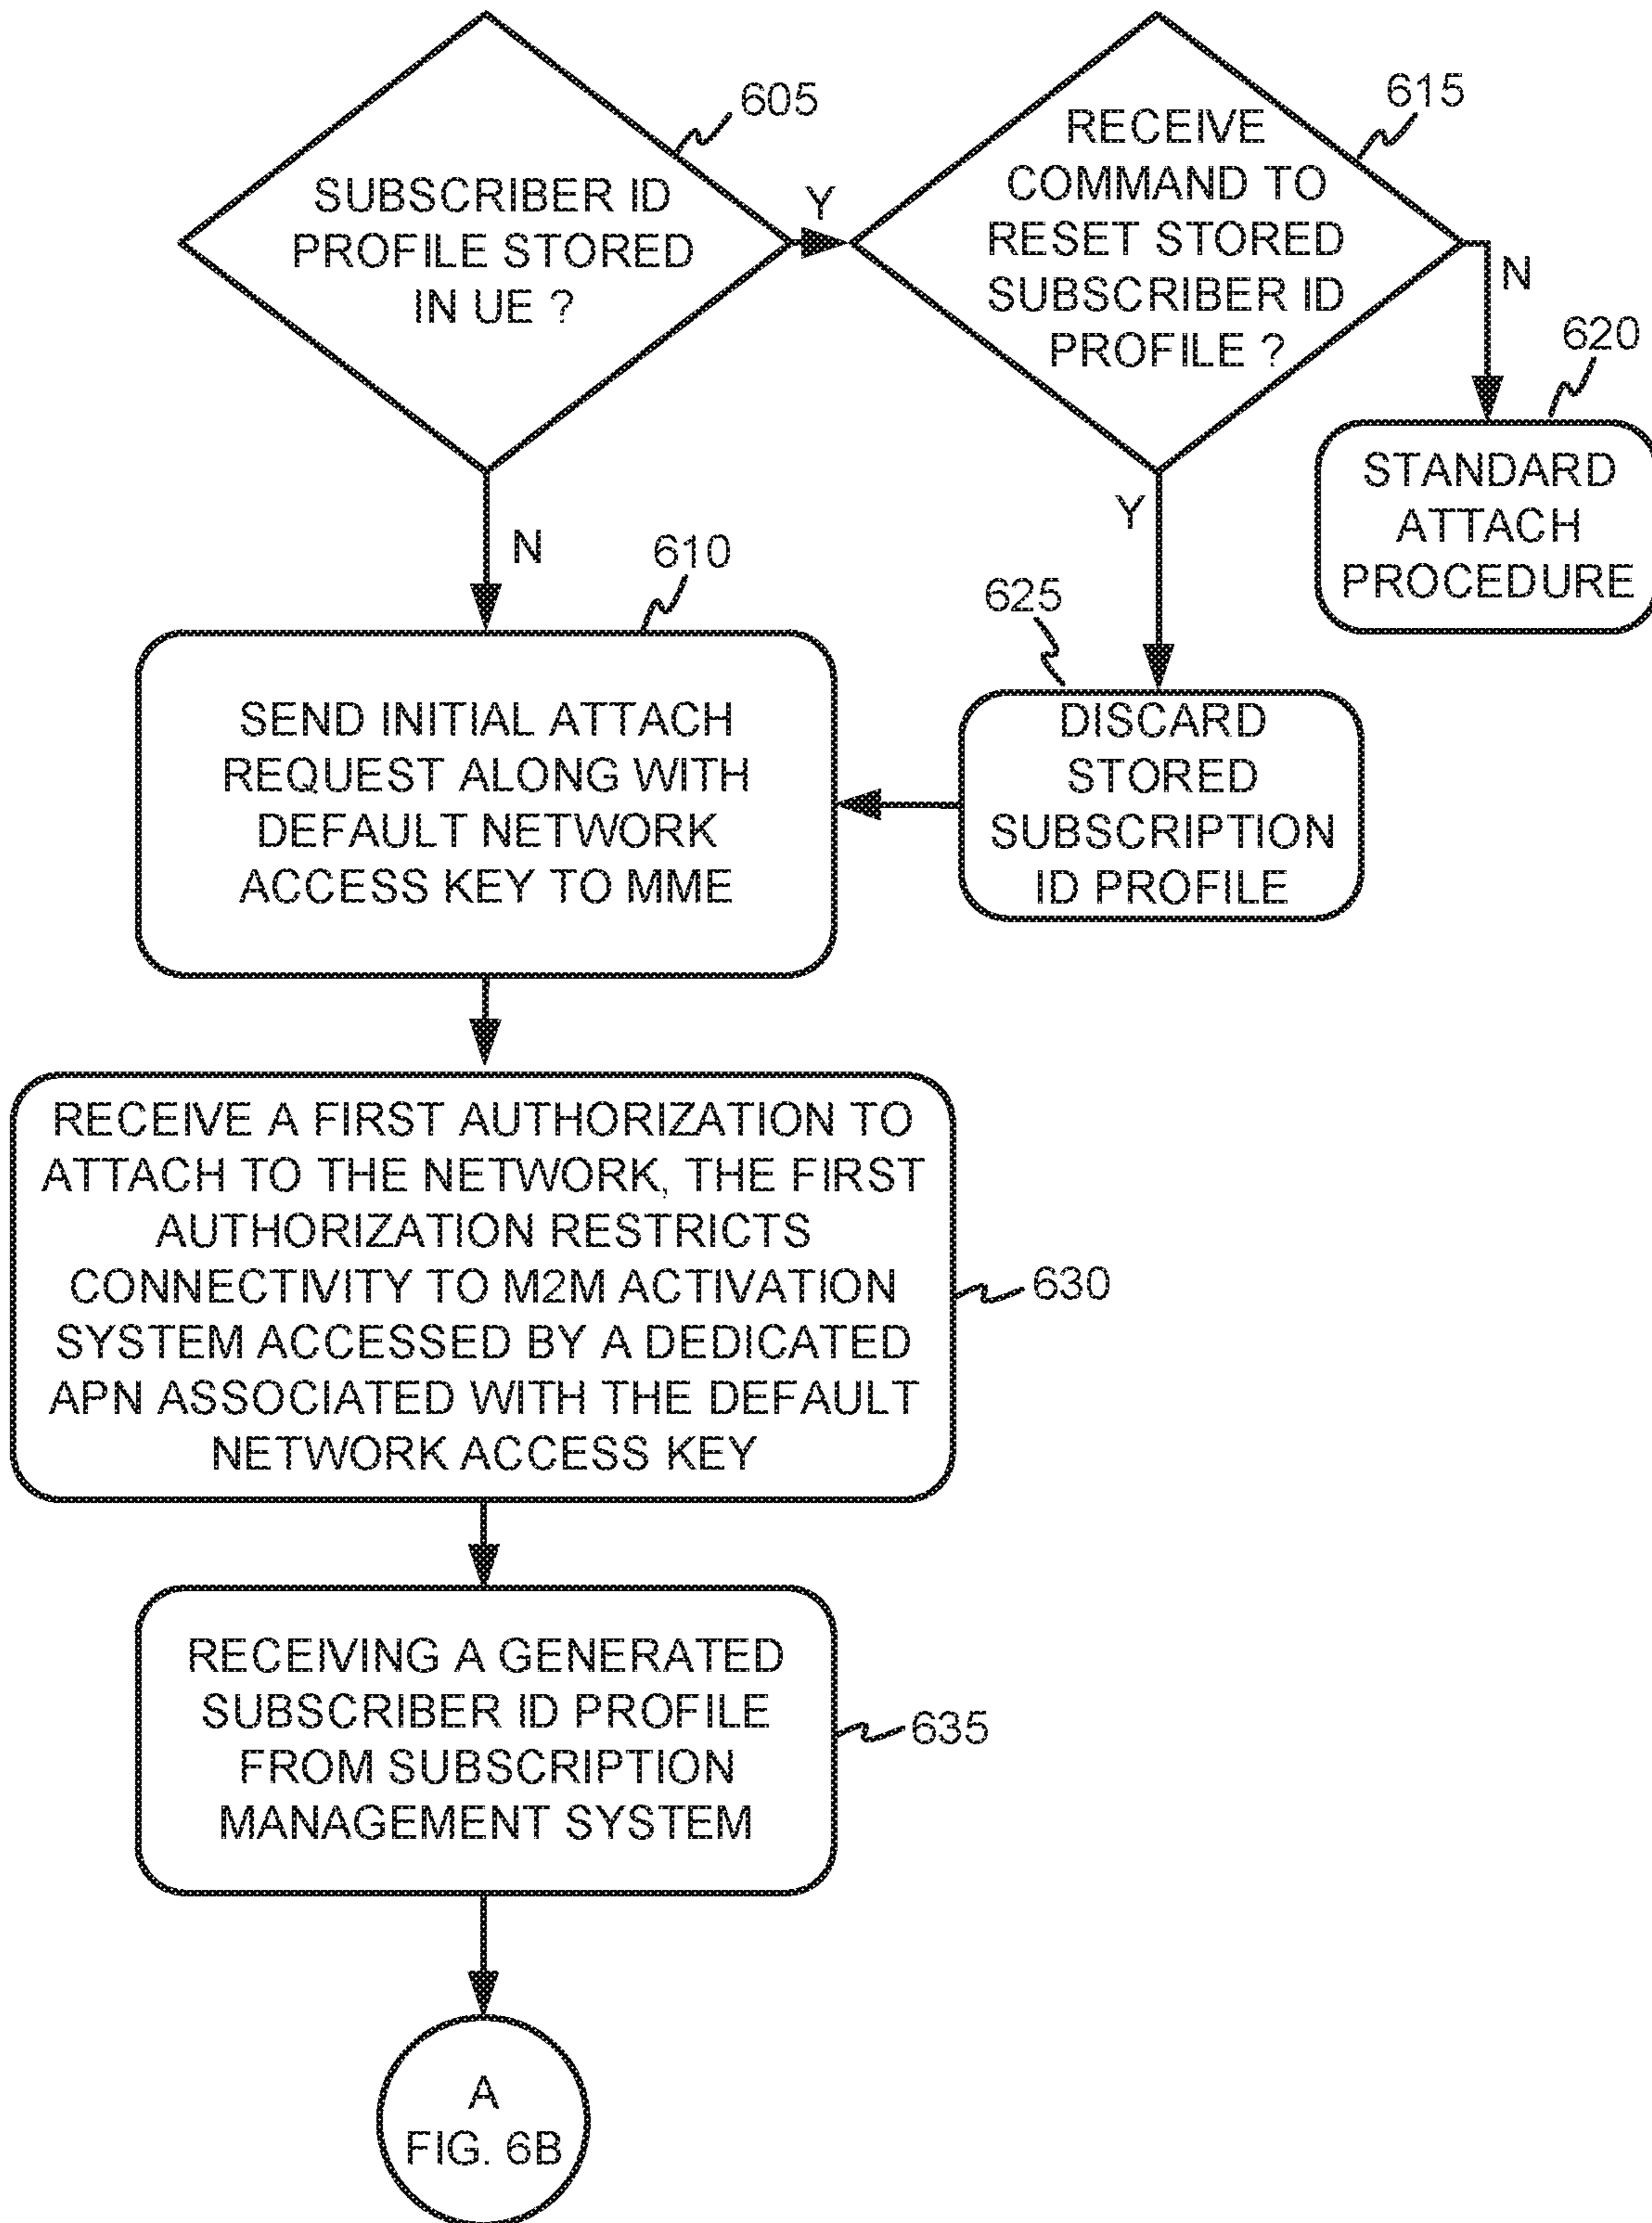 605
SUBSCRIBER ID
PROFILE STORED
IN UE ?
Y
N
615
RECEIVE
COMMAND TO
RESET STORED
SUBSCRIBER ID
PROFILE ?
N
Y
620
STANDARD
ATTACH
PROCEDURE
625
DISCARD
STORED
SUBSCRIPTION
ID PROFILE
610
SEND INITIAL ATTACH
REQUEST ALONG WITH
DEFAULT NETWORK
ACCESS KEY TO MME
RECEIVE A FIRST AUTHORIZATION TO
ATTACH TO THE NETWORK, THE FIRST
AUTHORIZATION RESTRICTS
CONNECTIVITY TO M2M ACTIVATION
SYSTEM ACCESSED BY A DEDICATED
APN ASSOCIATED WITH THE DEFAULT
NETWORK ACCESS KEY
630
RECEIVING A GENERATED
SUBSCRIBER ID PROFILE
FROM SUBSCRIPTION
MANAGEMENT SYSTEM
635
A
FIG. 6B